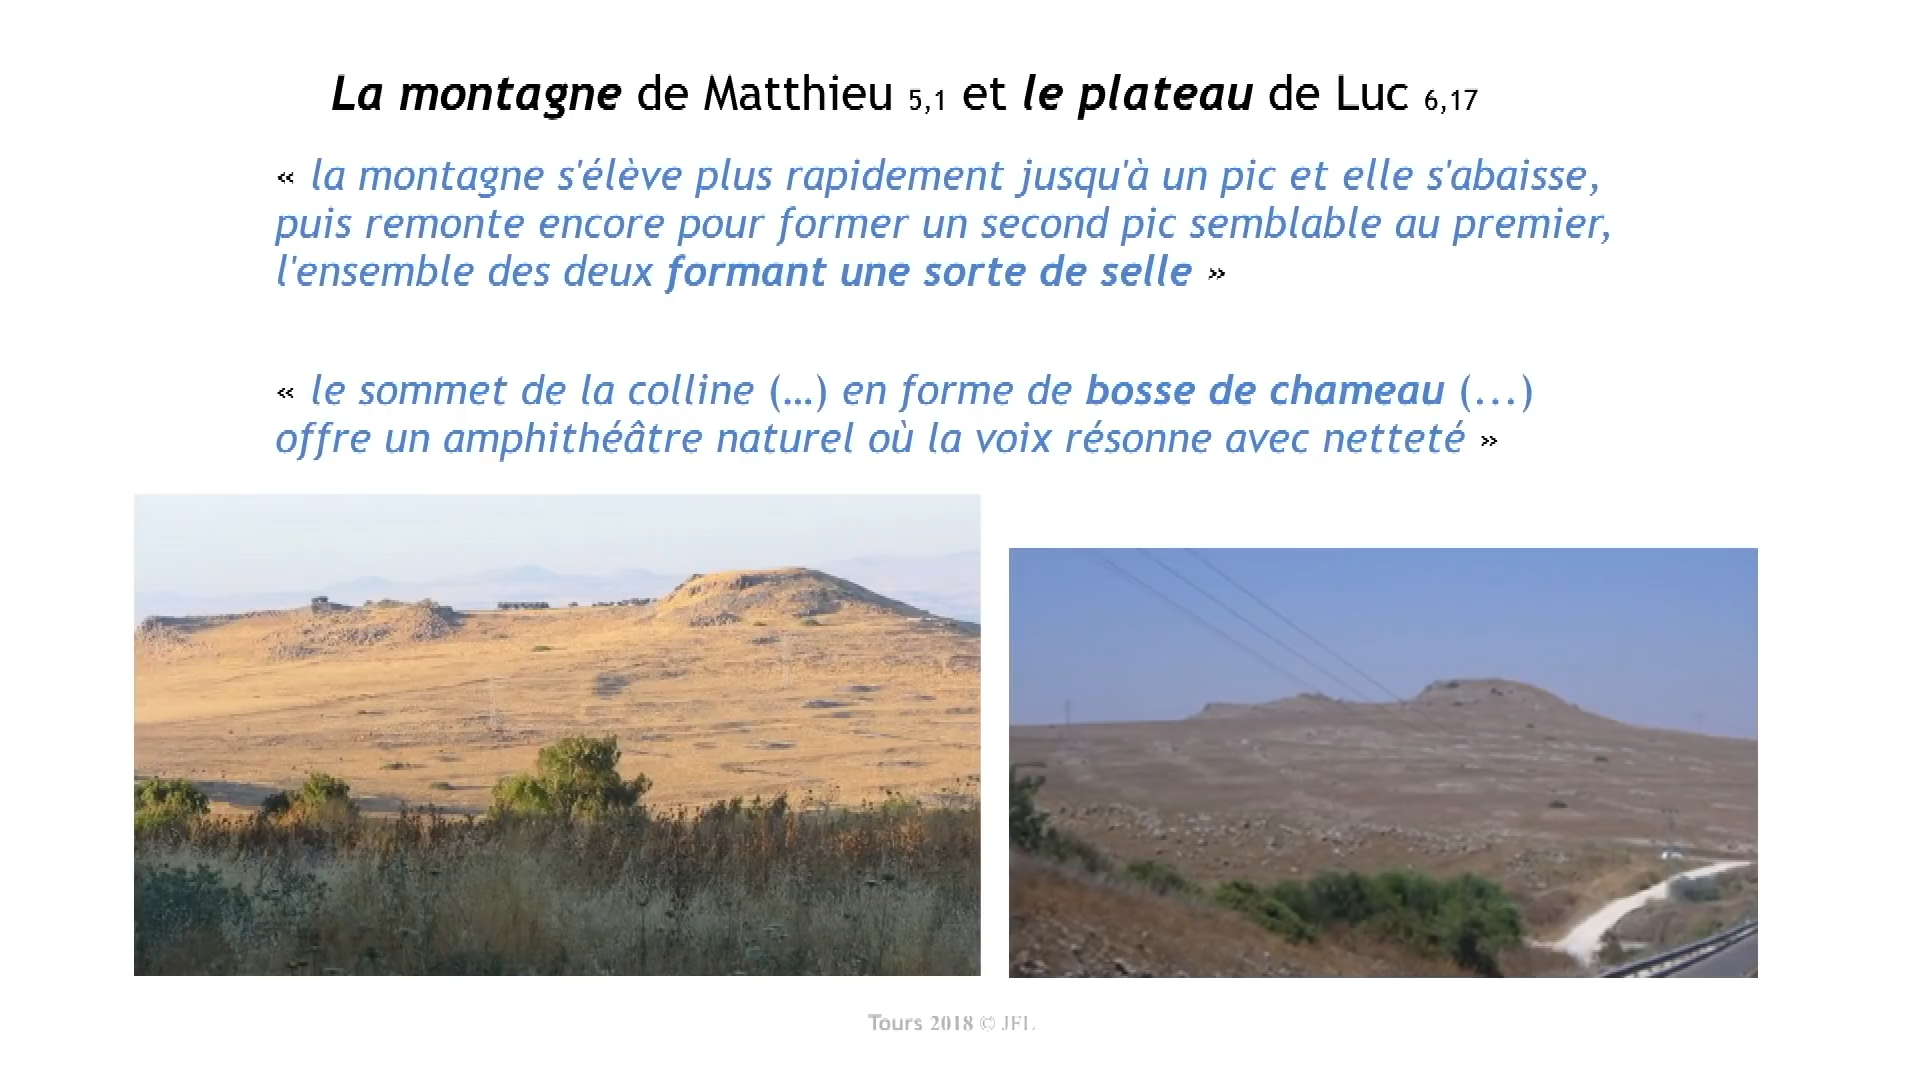 La montagne de Matthieu 5,1 et le plateau de Luc 6,17
« la montagne s'élève plus rapidement jusqu'à un pic et elle s'abaisse,
puis remonte encore pour former un second pic semblable au premier,
l'ensemble des deux formant une sorte de selle »
« le sommet de la colline (…) en forme de bosse de chameau (...)
offre un amphithéâtre naturel où la voix résonne avec netteté »
Tours 2018 © JFL